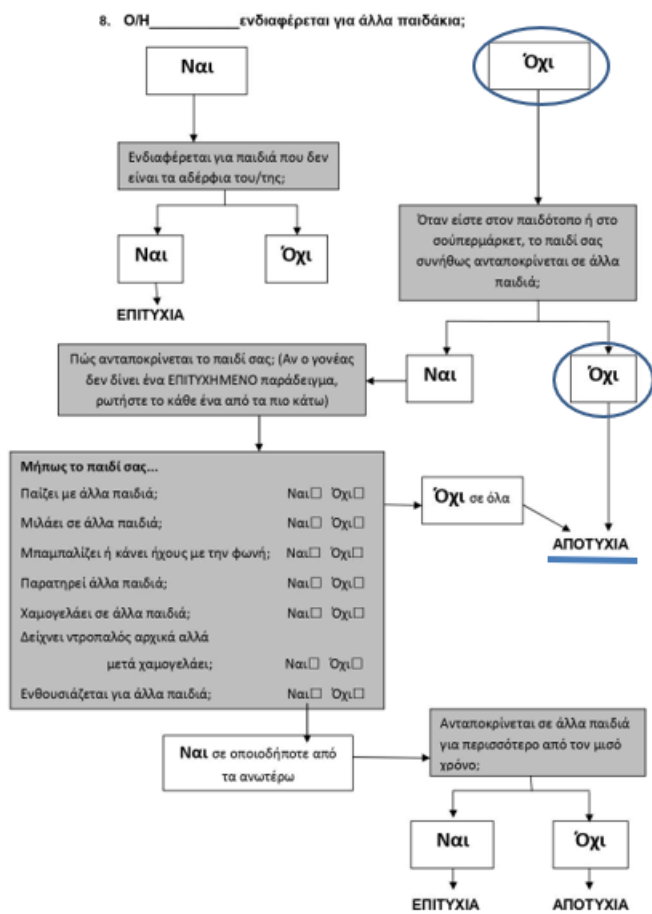 8. Ο/Η____________ενδιαφέρεται για άλλα παιδάκια;
Ναι
Όχι
Ενδιαφέρεται για παιδιά που δεν
είναι τα αδέρφια του/της;
Ναι
Όχι
ΕΠΙΤΥΧΙΑ
Όταν είστε στον παιδότοπο ή στο
σούπερμάρκετ, το παιδί σας
συνήθως ανταποκρίνεται σε άλλα
παιδιά;
Ναι
Όχι
Πώς ανταποκρίνεται το παιδί σας; (Αν ο γονέας
δεν δίνει ένα ΕΠΙΤΥΧΗΜΕΝΟ παράδειγμα,
ρωτήστε το κάθε ένα από τα πιο κάτω)
Μήπως το παιδί σας...
Παίζει με άλλα παιδιά; Ναι☐ Όχι☐
Μιλάει σε άλλα παιδιά; Ναι☐ Όχι☐
Μπαμπαλίζει ή κάνει ήχους με την φωνή; Ναι☐ Όχι☐
Παρατηρεί άλλα παιδιά; Ναι☐ Όχι☐
Χαμογελάει σε άλλα παιδιά; Ναι☐ Όχι☐
Δείχνει ντροπαλός αρχικά αλλά
μετά χαμογελάει; Ναι☐ Όχι☐
Ενθουσιάζεται για άλλα παιδιά; Ναι☐ Όχι☐
Όχι σε όλα
ΑΠΟΤΥΧΙΑ
Ναι σε οποιοδήποτε από
τα ανωτέρω
Ανταποκρίνεται σε άλλα παιδιά
για περισσότερο από τον μισό
χρόνο;
Ναι
Όχι
ΕΠΙΤΥΧΙΑ
ΑΠΟΤΥΧΙΑ